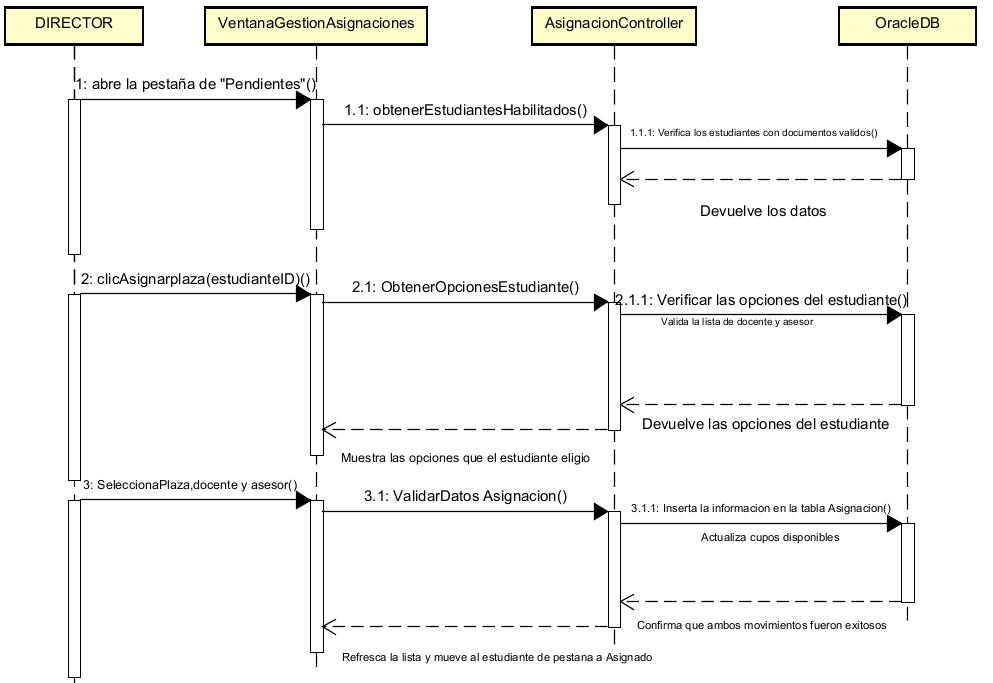 DIRECTOR
VentanaGestionAsignaciones
AsignacionController
OracleDB
1: abre la pestaña de "Pendientes"()
1.1: obtenerEstudiantesHabilitados()
1.1.1: Verifica los estudiantes con documentos validos()
Devuelve los datos
2: clicAsignarplaza(estudianteID)()
2.1: ObtenerOpcionesEstudiante()
2.1.1: Verificar las opciones del estudiante()
Valida la lista de docente y asesor
Devuelve las opciones del estudiante
Muestra las opciones que el estudiante eligio
3: SeleccionaPlaza,docente y asesor()
3.1: ValidarDatos Asignacion()
3.1.1: Inserta la informacion en la tabla Asignacion()
Actualiza cupos disponibles
Confirma que ambos movimientos fueron exitosos
Refresca la lista y mueve al estudiante de pestana a Asignado